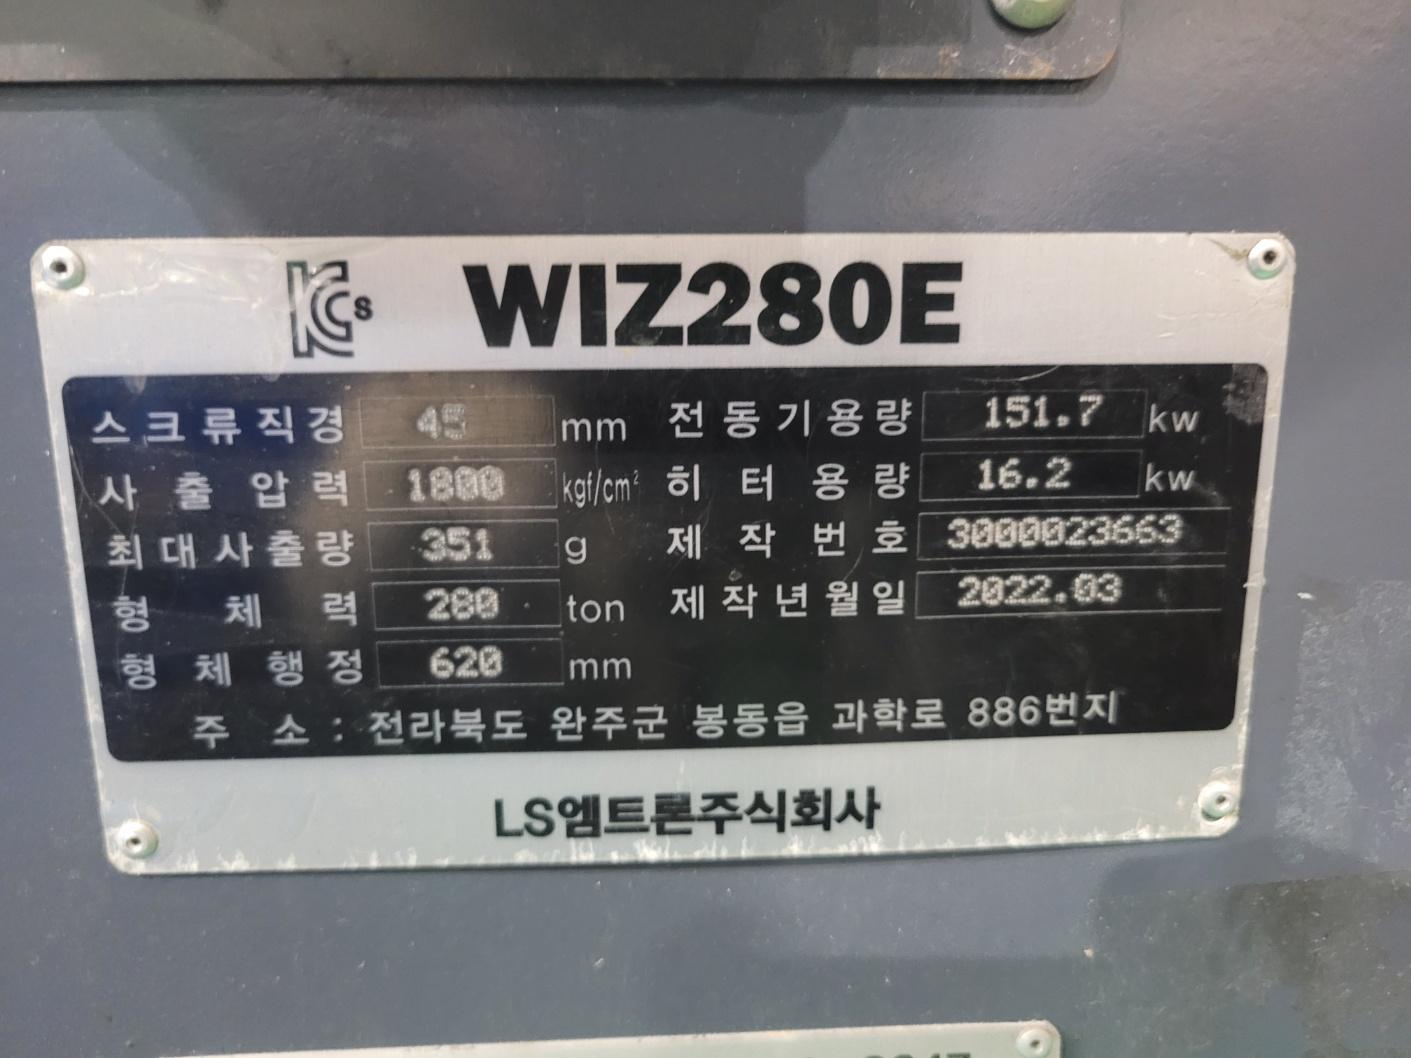 KCs WIZ280E
스크류직경 45 mm 전동기용량 151.7 kw
사출압력 1800 kgf/cm² 히터용량 16.2 kw
최대사출량 351 g 제작번호 3000023663
형체력 280 ton 제작년월일 2022.03
형체행정 620 mm
주 소 : 전라북도 완주군 봉동읍 과학로 886번지
LS엠트론주식회사